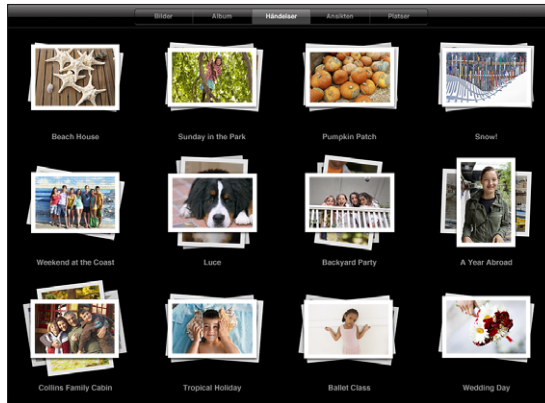 Bilder Album Händelser Ansikten Platser
Beach House Sunday in the Park Pumpkin Patch Snow!
Weekend at the Coast Luce Backyard Party A Year Abroad
Collins Family Cabin Tropical Holiday Ballet Class Wedding Day